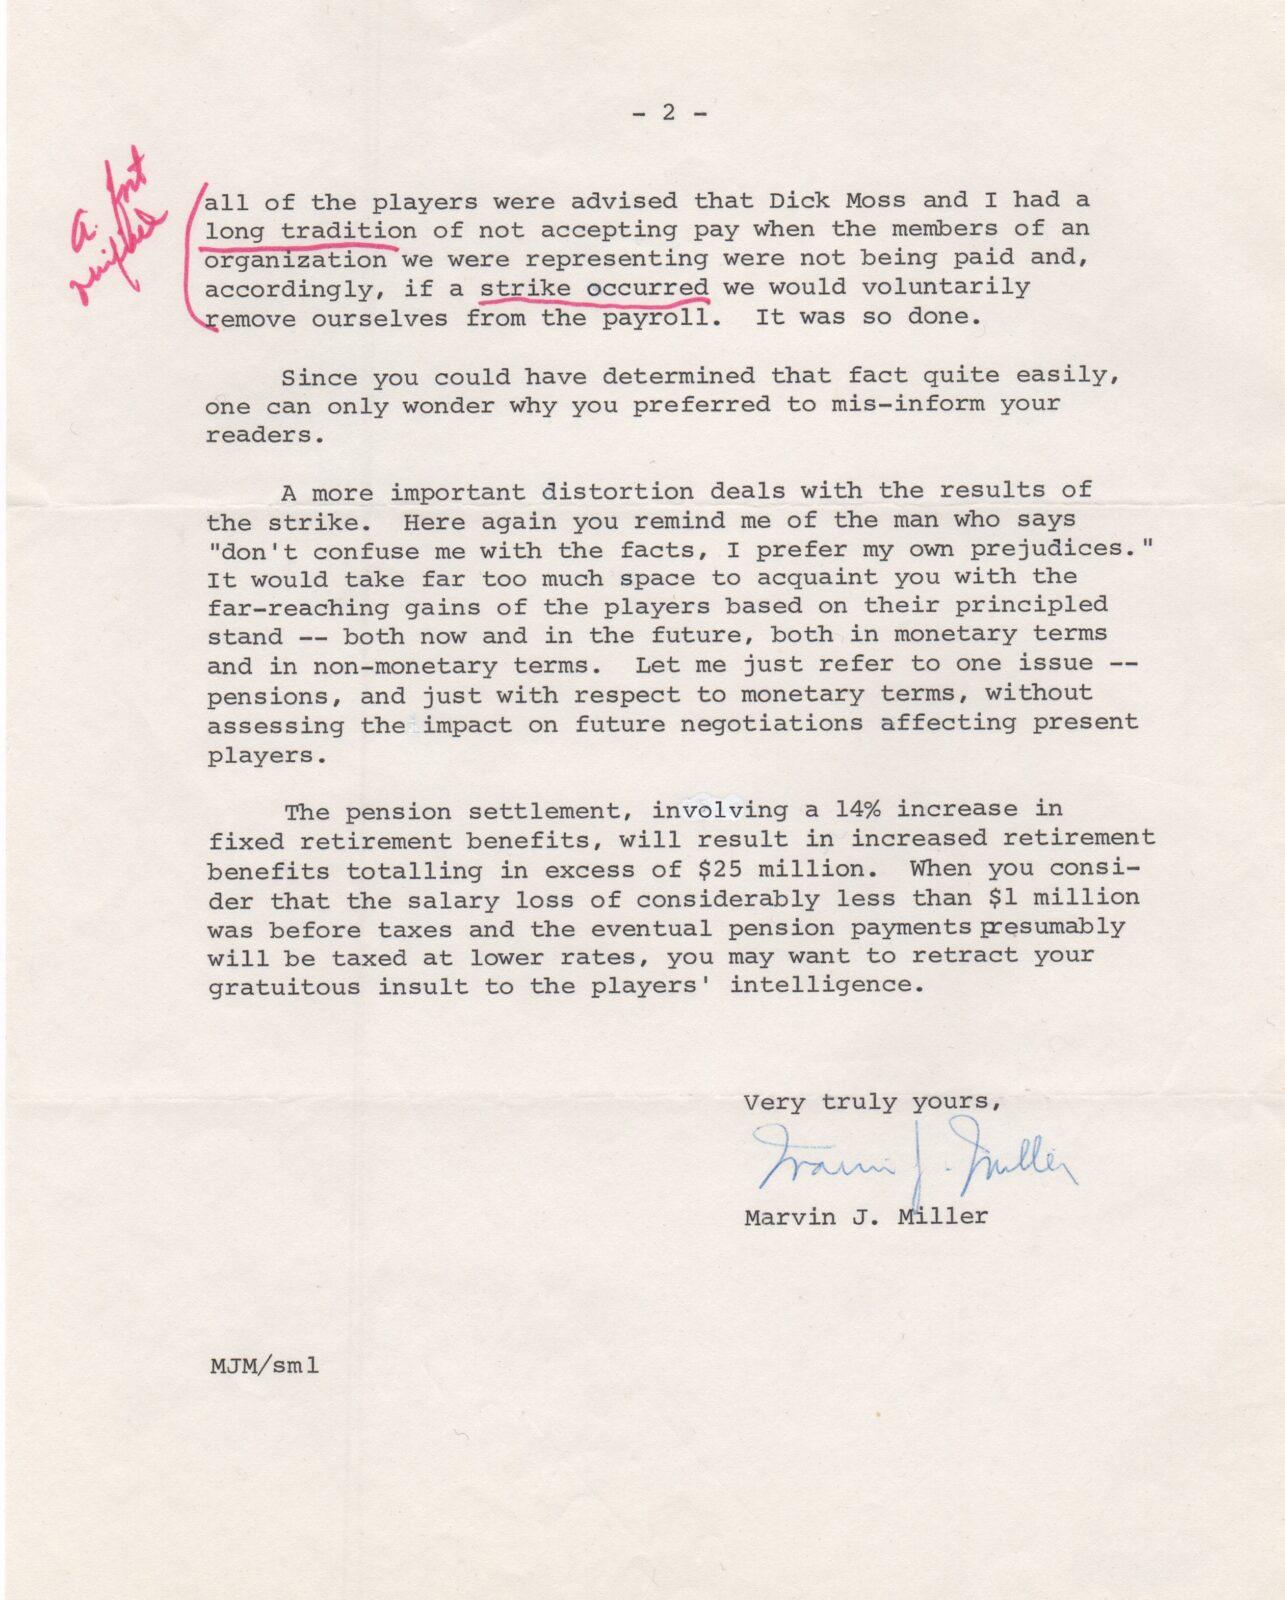 - 2 -
all of the players were advised that Dick Moss and I had a
long tradition of not accepting pay when the members of an
organization we were representing were not being paid and,
accordingly, if a strike occurred we would voluntarily
remove ourselves from the payroll.  It was so done.
Since you could have determined that fact quite easily,
one can only wonder why you preferred to mis-inform your
readers.
A more important distortion deals with the results of
the strike.  Here again you remind me of the man who says
"don't confuse me with the facts, I prefer my own prejudices."
It would take far too much space to acquaint you with the
far-reaching gains of the players based on their principled
stand -- both now and in the future, both in monetary terms
and in non-monetary terms.  Let me just refer to one issue --
pensions, and just with respect to monetary terms, without
assessing the impact on future negotiations affecting present
players.
The pension settlement, involving a 14% increase in
fixed retirement benefits, will result in increased retirement
benefits totalling in excess of $25 million.  When you consi-
der that the salary loss of considerably less than $1 million
was before taxes and the eventual pension payments presumably
will be taxed at lower rates, you may want to retract your
gratuitous insult to the players' intelligence.
Very truly yours,
Marvin J. Miller
Marvin J. Miller
MJM/sml